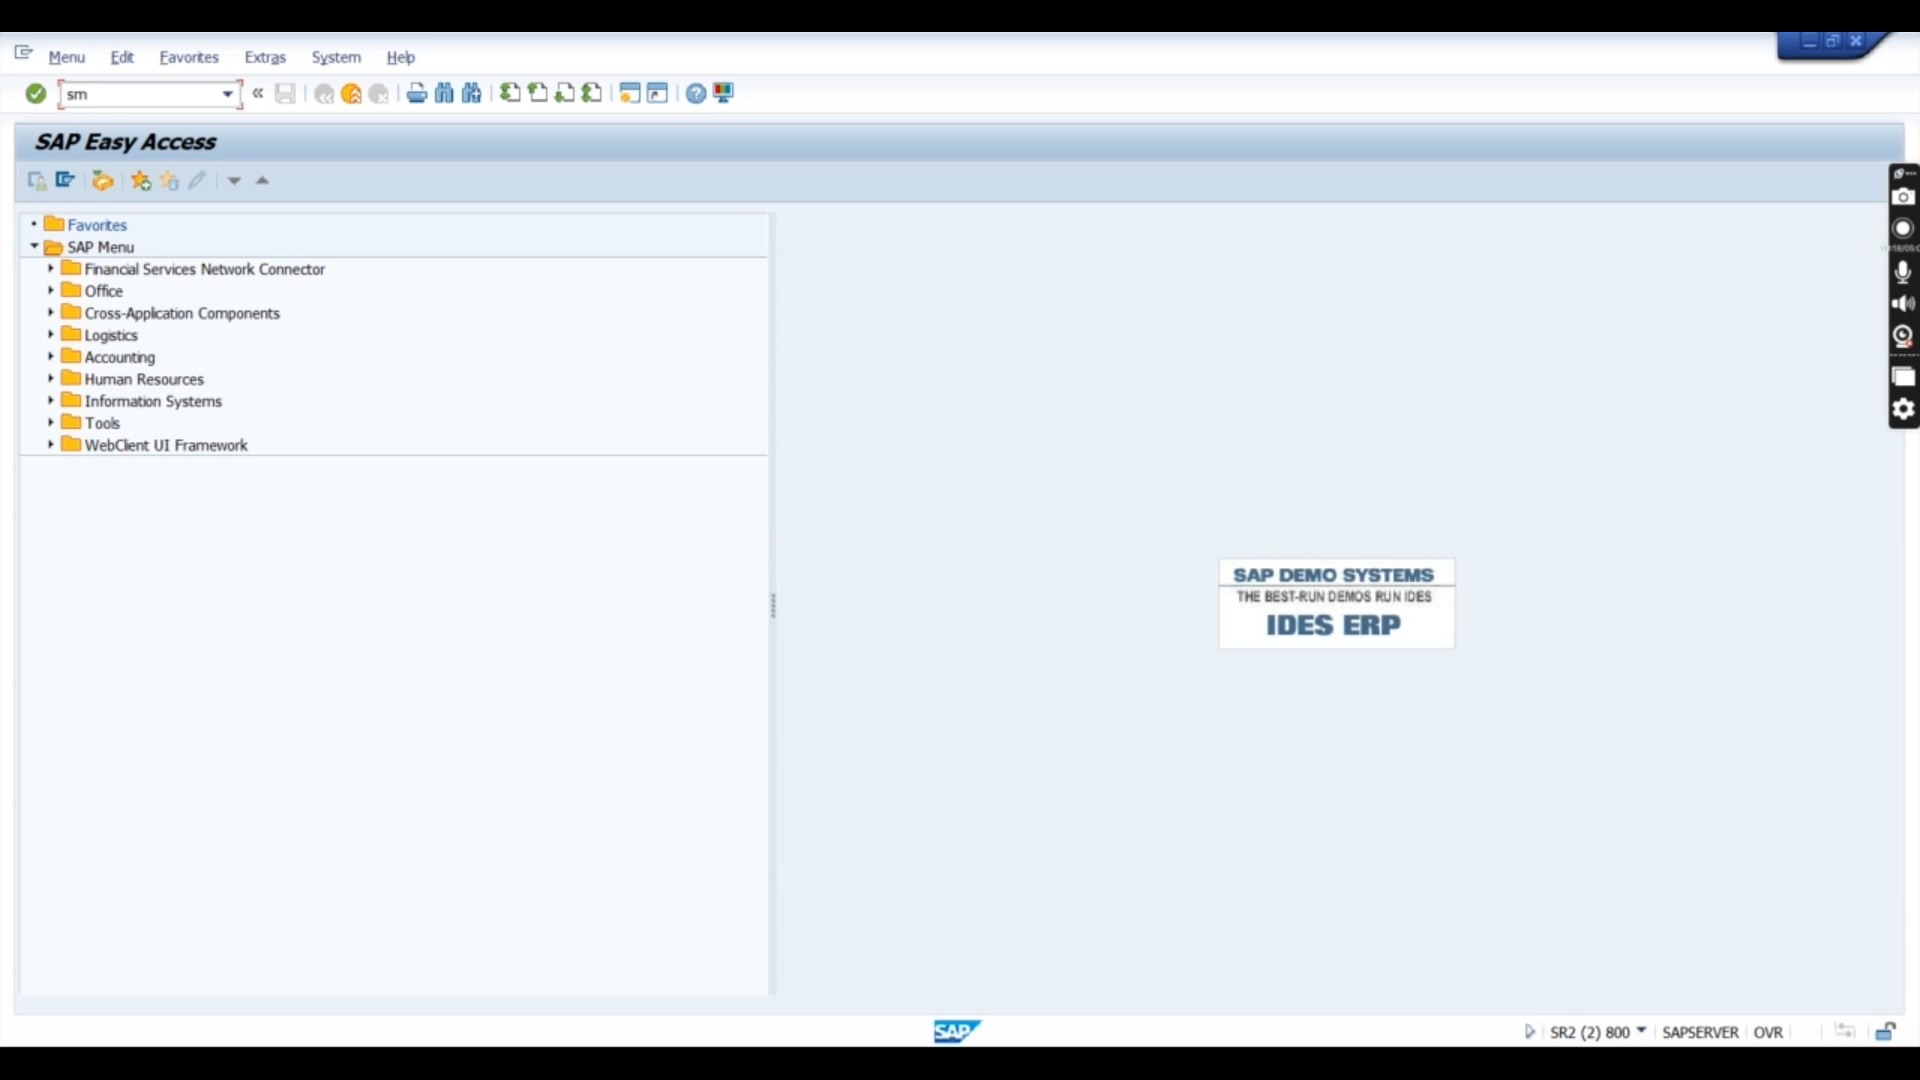 Menu Edit Favorites Extras System Help
sm
SAP Easy Access
Favorites
SAP Menu
Financial Services Network Connector
Office
Cross-Application Components
Logistics
Accounting
Human Resources
Information Systems
Tools
WebClient UI Framework
SAP DEMO SYSTEMS
THE BEST-RUN DEMOS RUN IDES
IDES ERP
SAP
SR2 (2) 800 SAPSERVER OVR